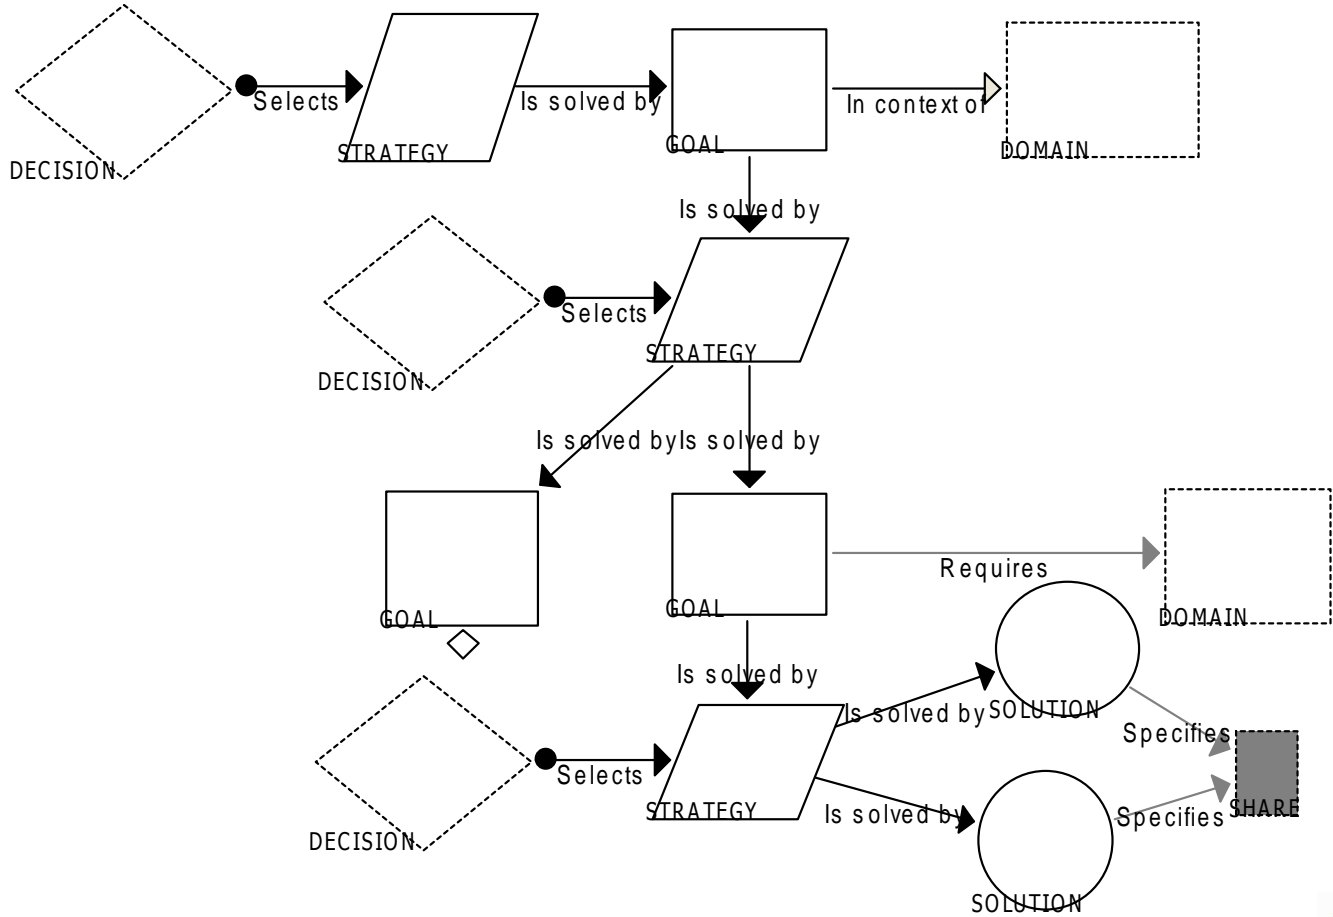 Selects
Is solved by
In context of
STRATEGY
GOAL
DOMAIN
DECISION
Is solved by
Selects
STRATEGY
DECISION
Is solved by
Is solved by
Requires
GOAL
GOAL
DOMAIN
Is solved by
Is solved by
SOLUTION
Specifies
Selects
STRATEGY
Is solved by
Specifies
SHARE
DECISION
SOLUTION